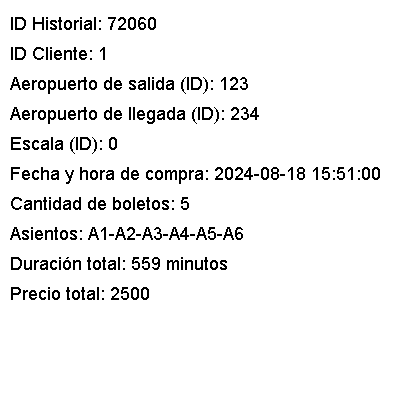 ID Historial: 72060
ID Cliente: 1
Aeropuerto de salida (ID): 123
Aeropuerto de llegada (ID): 234
Escala (ID): 0
Fecha y hora de compra: 2024-08-18 15:51:00
Cantidad de boletos: 5
Asientos: A1-A2-A3-A4-A5-A6
Duración total: 559 minutos
Precio total: 2500